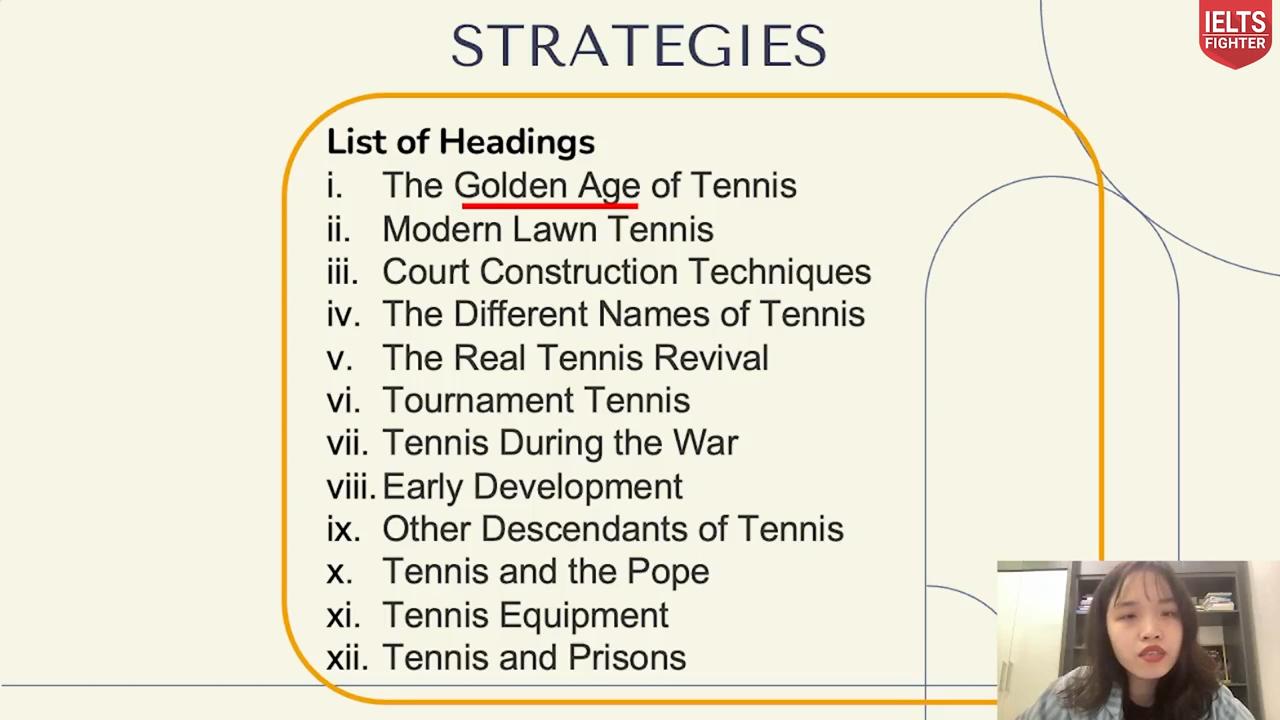 STRATEGIES
IELTS
FIGHTER
List of Headings
i. The Golden Age of Tennis
ii. Modern Lawn Tennis
iii. Court Construction Techniques
iv. The Different Names of Tennis
v. The Real Tennis Revival
vi. Tournament Tennis
vii. Tennis During the War
viii. Early Development
ix. Other Descendants of Tennis
x. Tennis and the Pope
xi. Tennis Equipment
xii. Tennis and Prisons